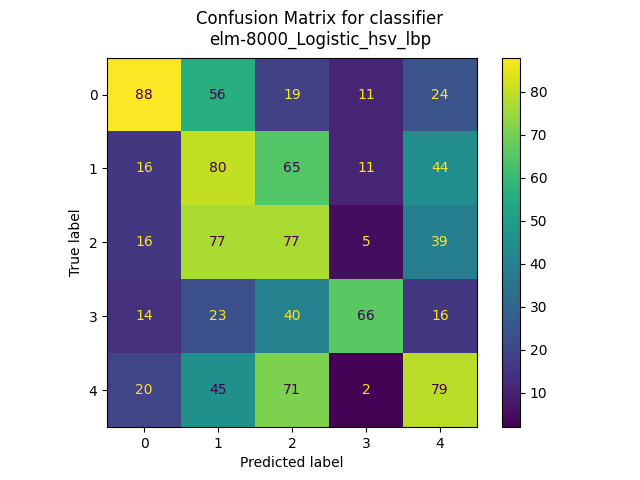 Confusion Matrix for classifier
elm-8000_Logistic_hsv_lbp
0 88 56 19 11 24
1 16 80 65 11 44
2 16 77 77 5 39
3 14 23 40 66 16
4 20 45 71 2 79
0 1 2 3 4
True label
Predicted label
80
70
60
50
40
30
20
10